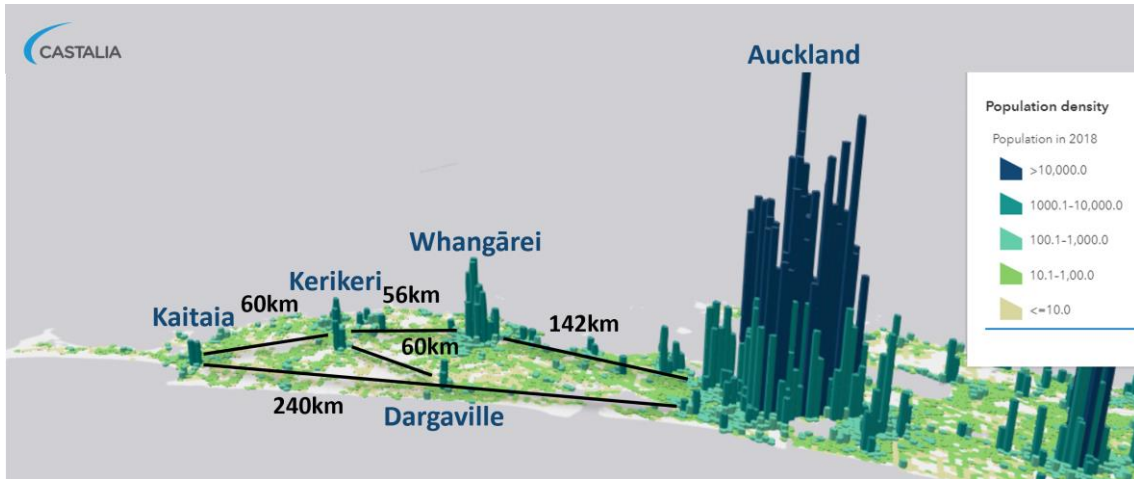 CASTALIA
Auckland
Population density
Population in 2018
>10,000.0
1000.1-10,000.0
100.1-1,000.0
10.1-1,00.0
<=10.0
Whangārei
Kerikeri
56km
60km
Kaitaia
142km
60km
240km
Dargaville